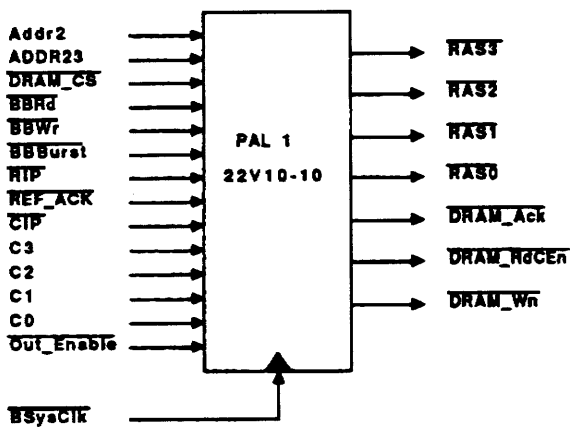 Addr2
ADDR23
DRAM_CS
BBRd
BBWr
BBBurst
RIP
REF_ACK
CIP
C3
C2
C1
C0
Out_Enable
BSysClk
PAL 1
22V10-10
RAS3
RAS2
RAS1
RAS0
DRAM_Ack
DRAM_RdCEn
DRAM_Wn